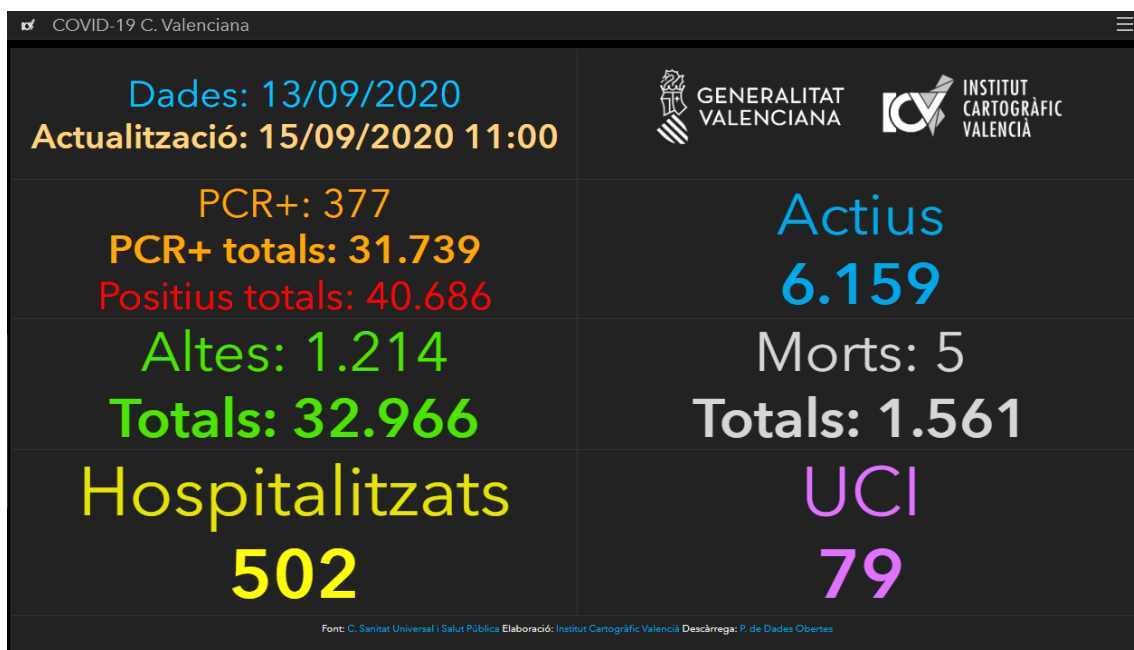 COVID-19 C. Valenciana
Dades: 13/09/2020
Actualització: 15/09/2020 11:00
GENERALITAT
VALENCIANA
ICV
INSTITUT
CARTOGRÀFIC
VALENCIÀ
PCR+: 377
PCR+ totals: 31.739
Positius totals: 40.686
Actius
6.159
Altes: 1.214
Totals: 32.966
Morts: 5
Totals: 1.561
Hospitalitzats
502
UCI
79
Font: C. Sanitat Universal i Salut Pública Elaboració: Institut Cartogràfic Valencià Descàrrega: P. de Dades Obertes